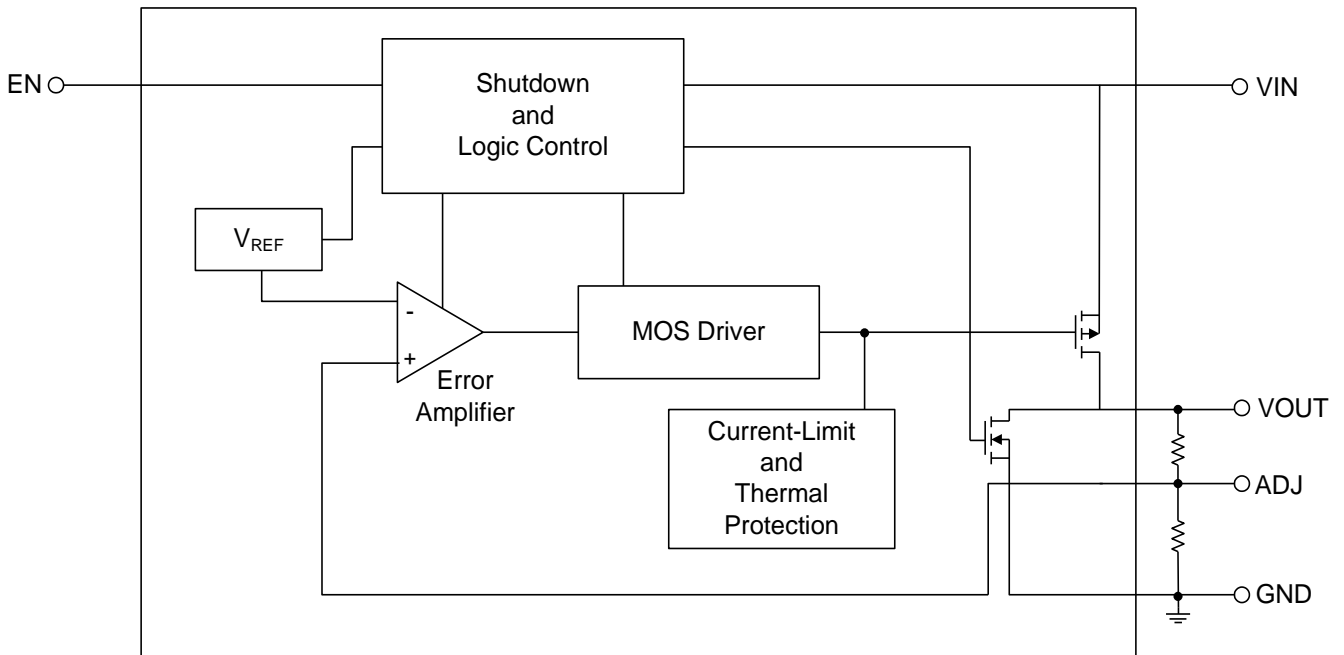 EN
Shutdown
and
Logic Control
VIN
VREF
-
+
Error
Amplifier
MOS Driver
Current-Limit
and
Thermal
Protection
VOUT
ADJ
GND